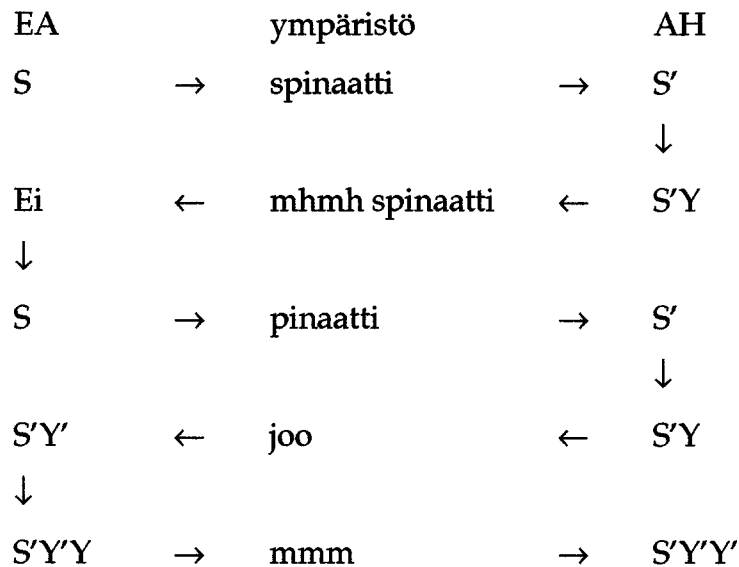 EA ympäristö AH
S → spinaatti → S'
↓
Ei ← mhmh spinaatti ← S'Y
↓
S → pinaatti → S'
↓
S'Y' ← joo ← S'Y
↓
S'Y'Y → mmm → S'Y'Y'